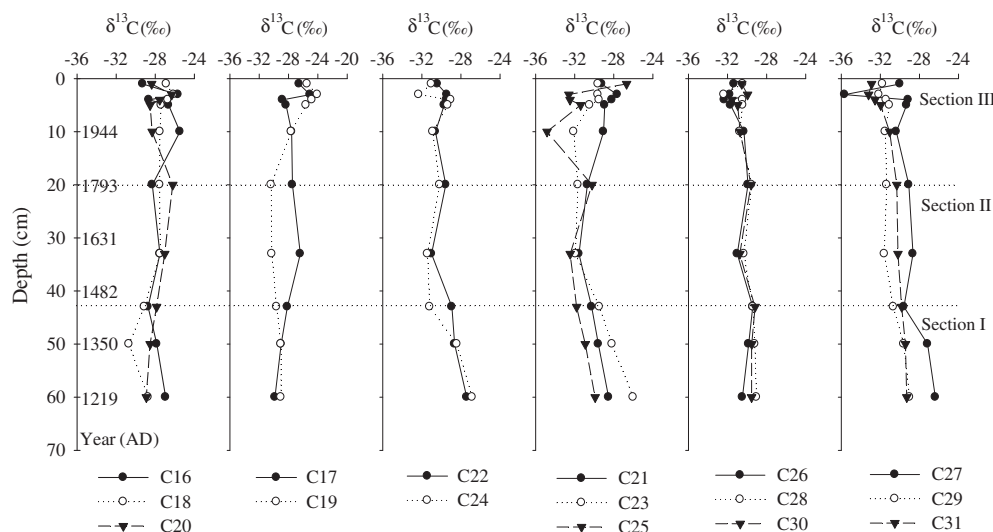 δ13C(‰) δ13C(‰) δ13C(‰) δ13C(‰) δ13C(‰) δ13C(‰)
-36 -32 -28 -24 -36 -32 -28 -24 -20 -36 -32 -28 -24 -36 -32 -28 -24 -36 -32 -28 -24 -36 -32 -28 -24
0 Section III
10 1944
20 1793
Section II
30 1631
Depth (cm)
40 1482
Section I
50 1350
60 1219
Year (AD)
70
C16 C17 C22 C21 C26 C27
C18 C19 C24 C23 C28 C29
C20 C25 C30 C31